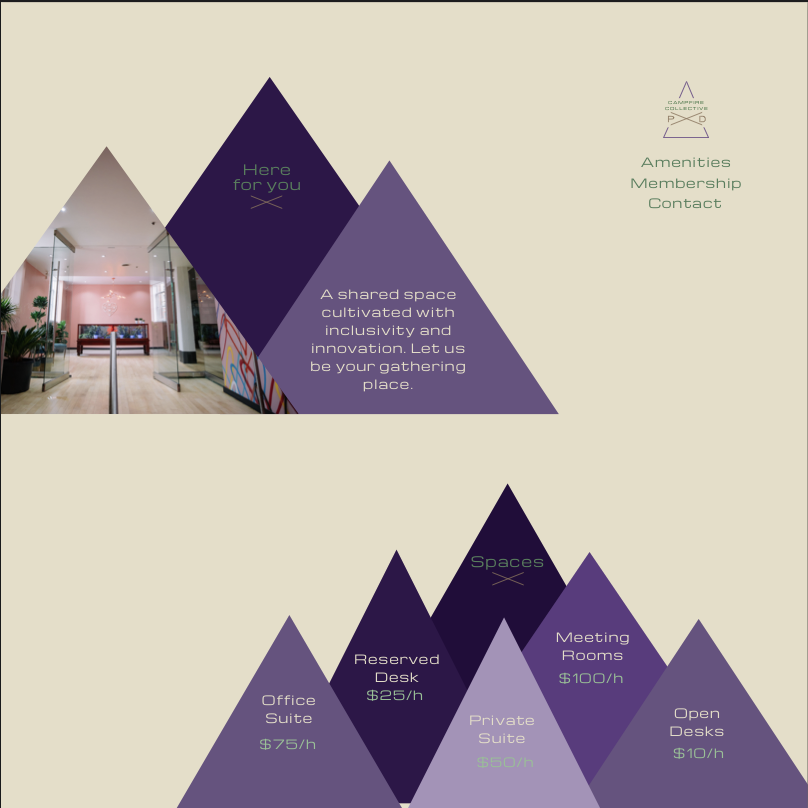 CAMPFIRE
COLLECTIVE
P D
Amenities
Membership
Contact
Here
for you
A shared space
cultivated with
inclusivity and
innovation. Let us
be your gathering
place.
Spaces
Meeting
Rooms
$100/h
Reserved
Desk
$25/h
Office
Suite
$75/h
Private
Suite
$50/h
Open
Desks
$10/h